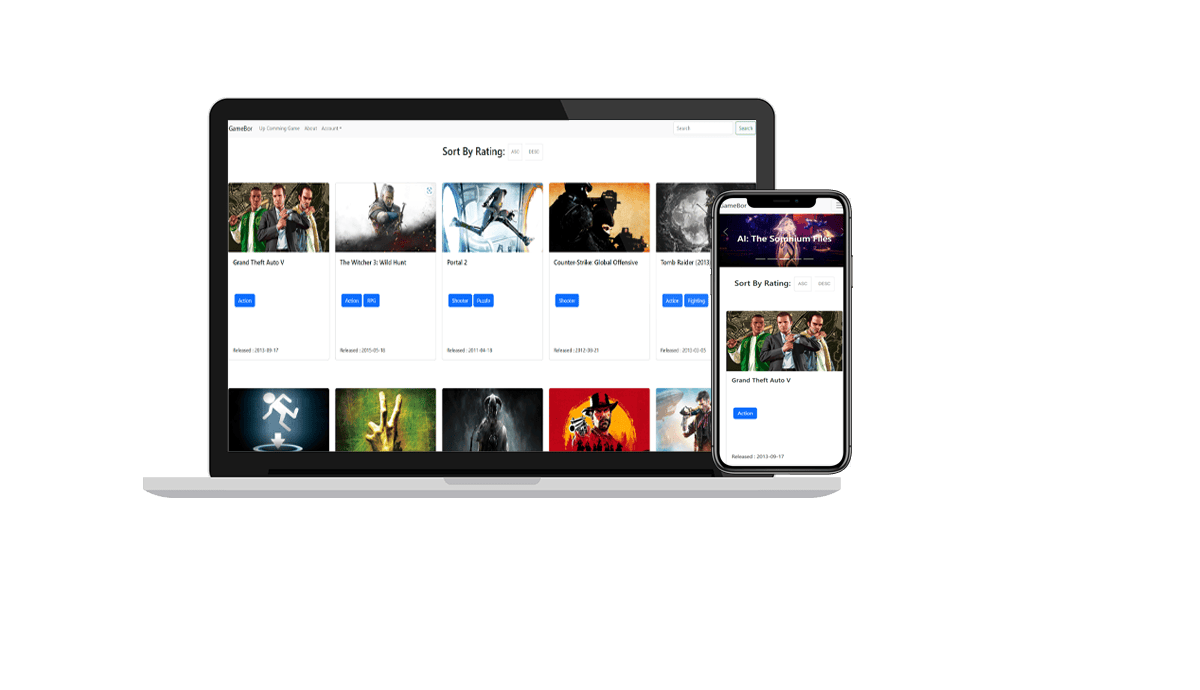 GameBor Up Comming Game About Account Search Search
Sort By Rating: ASC DESC
Grand Theft Auto V
The Witcher 3: Wild Hunt
Portal 2
Counter-Strike: Global Offensive
Tomb Raider (2013)
Action
Action RPG
Shooter Puzzle
Shooter
Action Fighting
Released : 2013-09-17
Released : 2015-05-18
Released : 2011-04-18
Released : 2012-08-21
Released : 2013-03-05
GameBor
AI: The Somnium Files
Sort By Rating: ASC DESC
Grand Theft Auto V
Action
Released : 2013-09-17